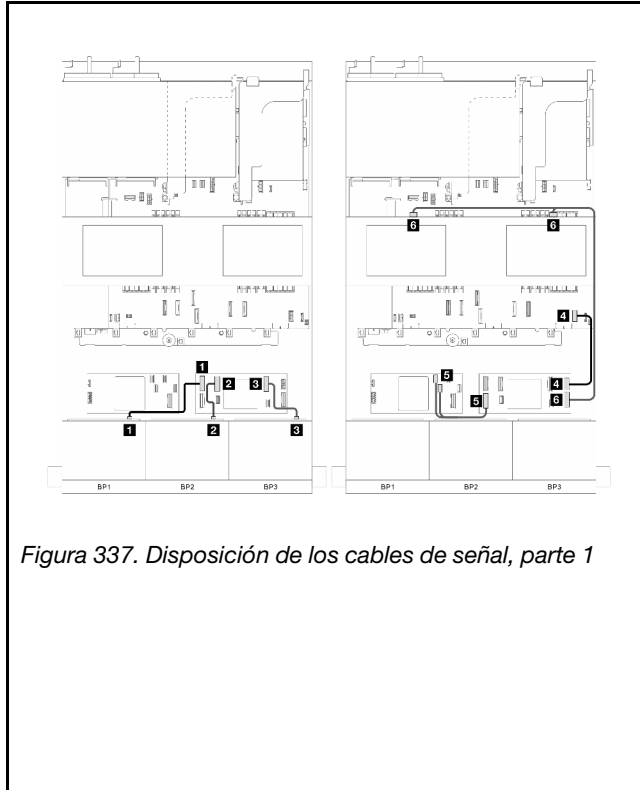 6 6
4
1
2 3
5
4
5
6
1 2 3
BP1 BP2 BP3 BP1 BP2 BP3
Figura 337. Disposición de los cables de señal, parte 1